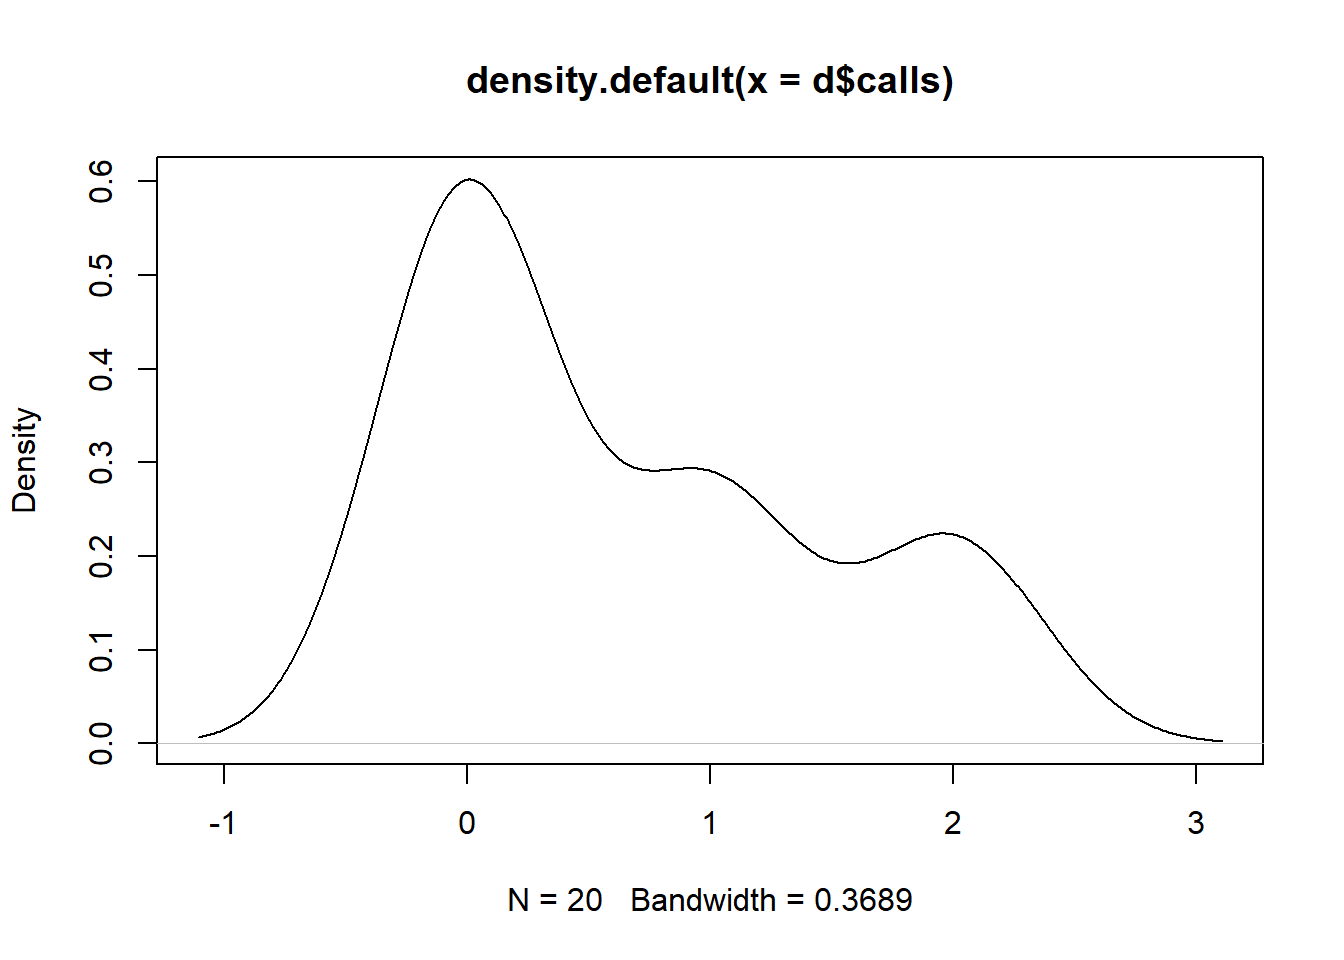 density.default(x = d$calls)
Density
0.6
0.5
0.4
0.3
0.2
0.1
0.0
-1 0 1 2 3
N = 20 Bandwidth = 0.3689